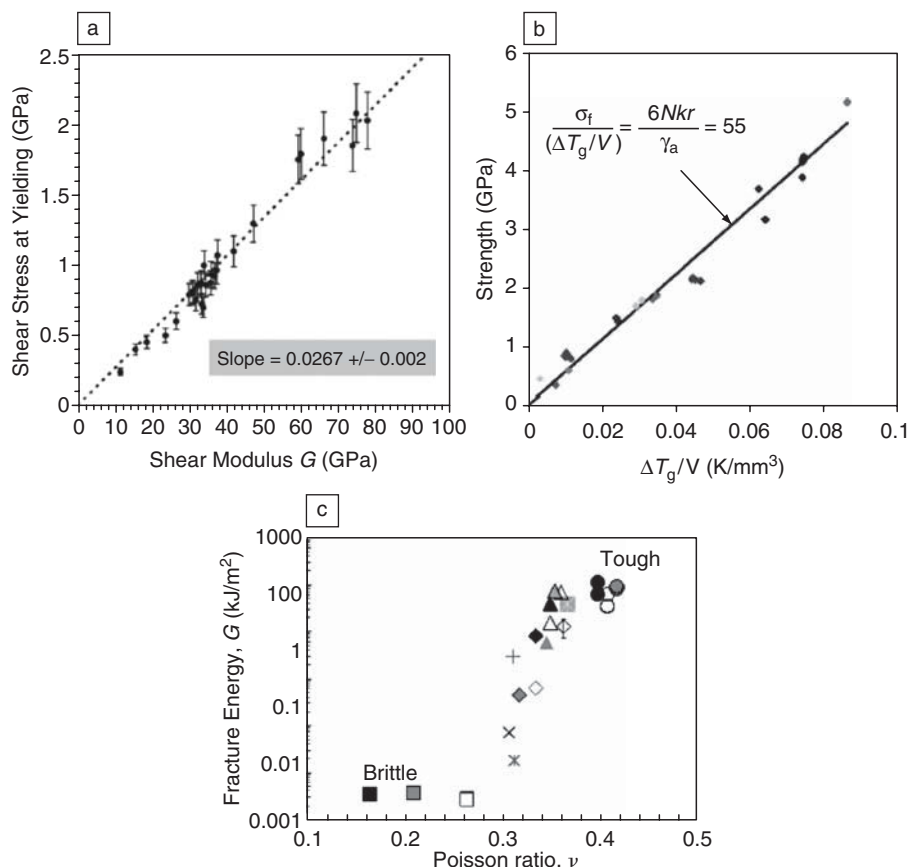 a
Shear Stress at Yielding (GPa)
2.5
2
1.5
1
0.5
0
Slope = 0.0267 +/− 0.002
0 10 20 30 40 50 60 70 80 90 100
Shear Modulus G (GPa)
b
Strength (GPa)
6
5
4
3
2
1
0
σf/(ΔTg/V) = 6Nkr/γa = 55
0 0.02 0.04 0.06 0.08 0.1
ΔTg/V (K/mm³)
c
Fracture Energy, G (kJ/m²)
1000
100
1
0.1
0.01
0.001
Tough
Brittle
0.1 0.2 0.3 0.4 0.5
Poisson ratio, ν